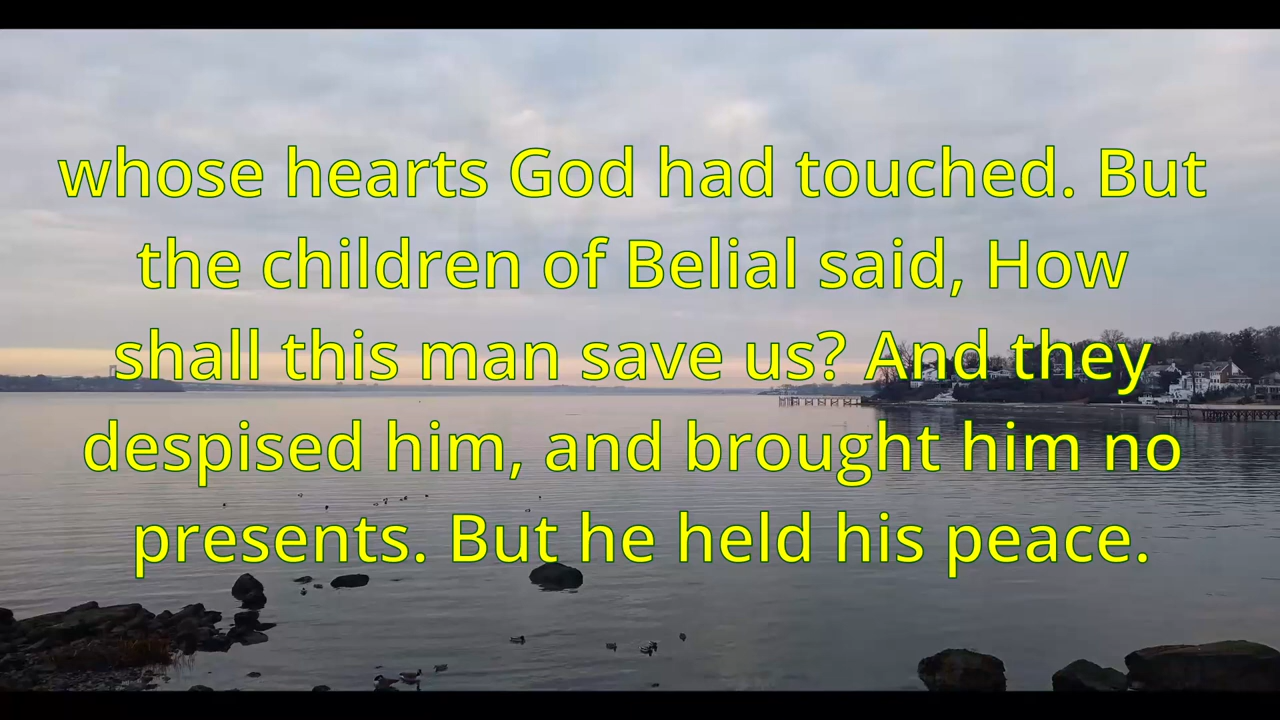 whose hearts God had touched. But
the children of Belial said, How
shall this man save us? And they
despised him, and brought him no
presents. But he held his peace.